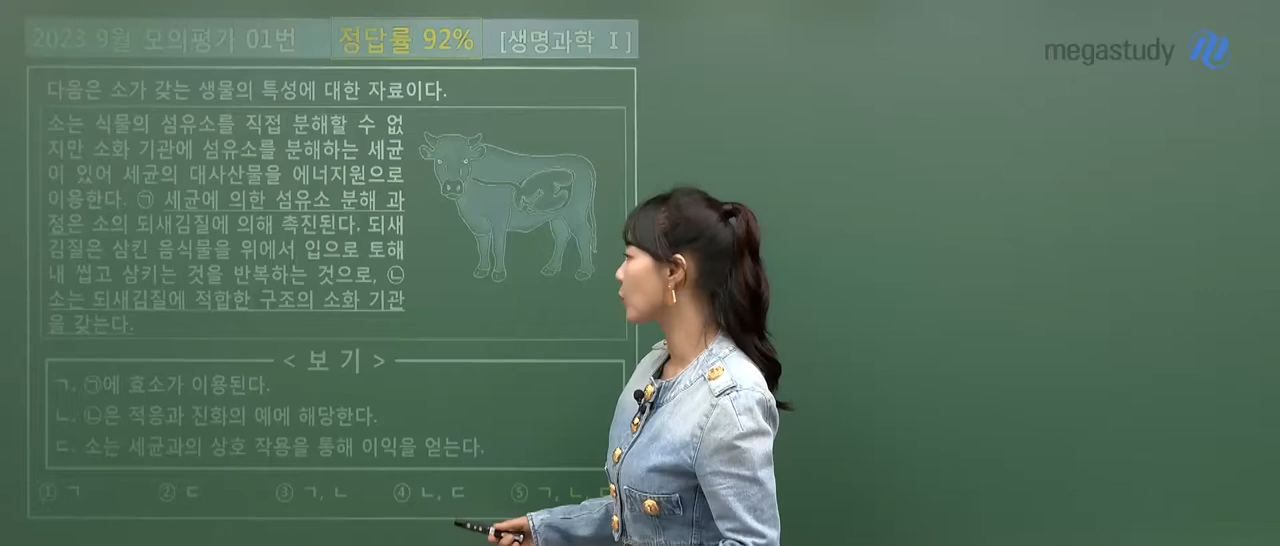 2023 9월 모의평가 01번 정답률 92% [생명과학 Ⅰ]
megastudy
다음은 소가 갖는 생물의 특성에 대한 자료이다.
소는 식물의 섬유소를 직접 분해할 수 없
지만 소화 기관에 섬유소를 분해하는 세균
이 있어 세균의 대사산물을 에너지원으로
이용한다. ㉠ 세균에 의한 섬유소 분해 과
정은 소의 되새김질에 의해 촉진된다. 되새
김질은 삼킨 음식물을 위에서 입으로 토해
내 씹고 삼키는 것을 반복하는 것으로, ㉡
소는 되새김질에 적합한 구조의 소화 기관
을 갖는다.
< 보 기 >
ㄱ. ㉠에 효소가 이용된다.
ㄴ. ㉡은 적응과 진화의 예에 해당한다.
ㄷ. 소는 세균과의 상호 작용을 통해 이익을 얻는다.
① ㄱ ② ㄷ ③ ㄱ, ㄴ ④ ㄴ, ㄷ ⑤ ㄱ, ㄴ, ㄷ